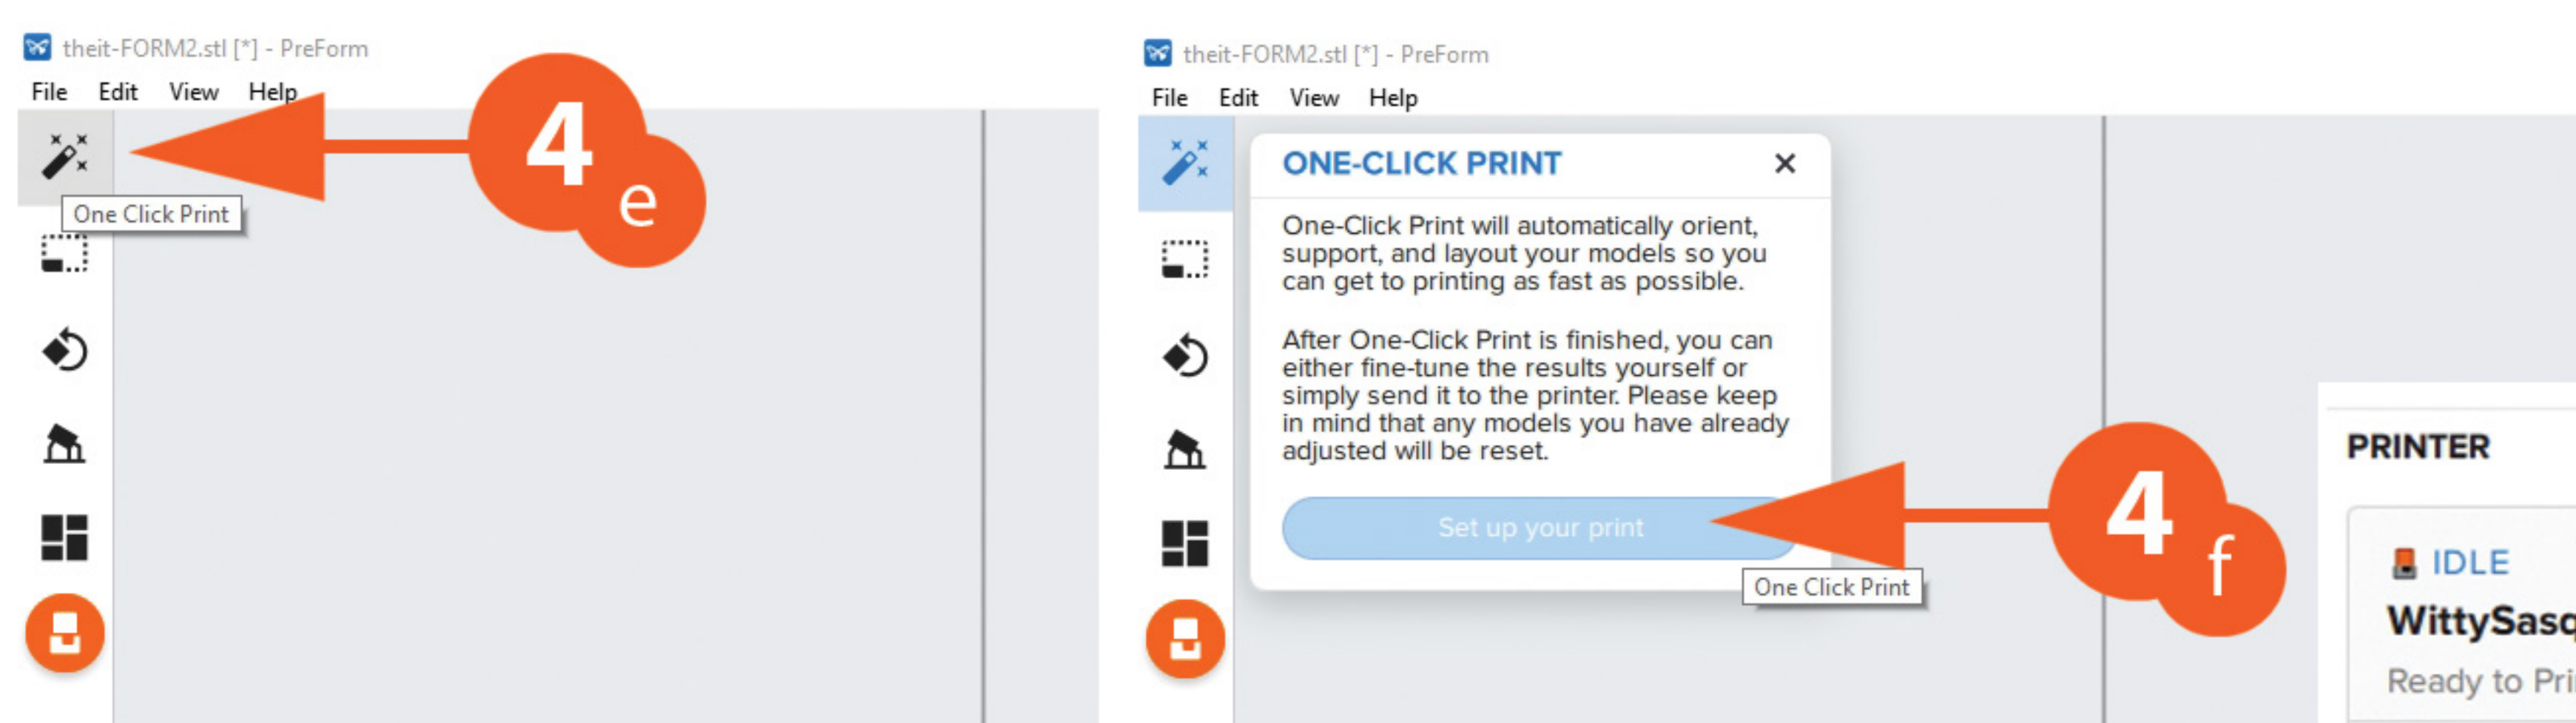 theit-FORM2.stl [*] - PreForm
File Edit View Help
One Click Print
4
e
theit-FORM2.stl [*] - PreForm
File Edit View Help
ONE-CLICK PRINT
One-Click Print will automatically orient,
support, and layout your models so you
can get to printing as fast as possible.
After One-Click Print is finished, you can
either fine-tune the results yourself or
simply send it to the printer. Please keep
in mind that any models you have already
adjusted will be reset.
Set up your print
One Click Print
4
f
PRINTER
IDLE
WittySasq
Ready to Pri